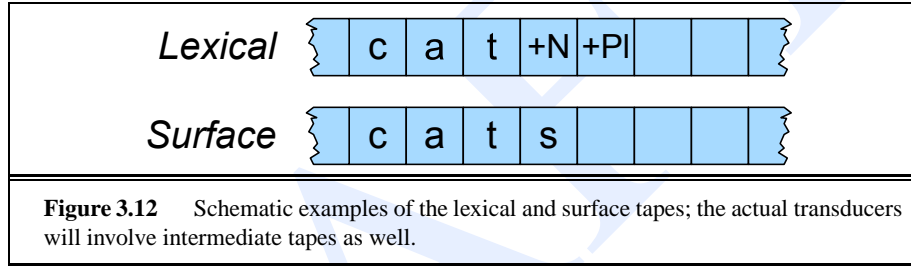 Lexical c a t +N +Pl
Surface c a t s
Figure 3.12 Schematic examples of the lexical and surface tapes; the actual transducers
will involve intermediate tapes as well.